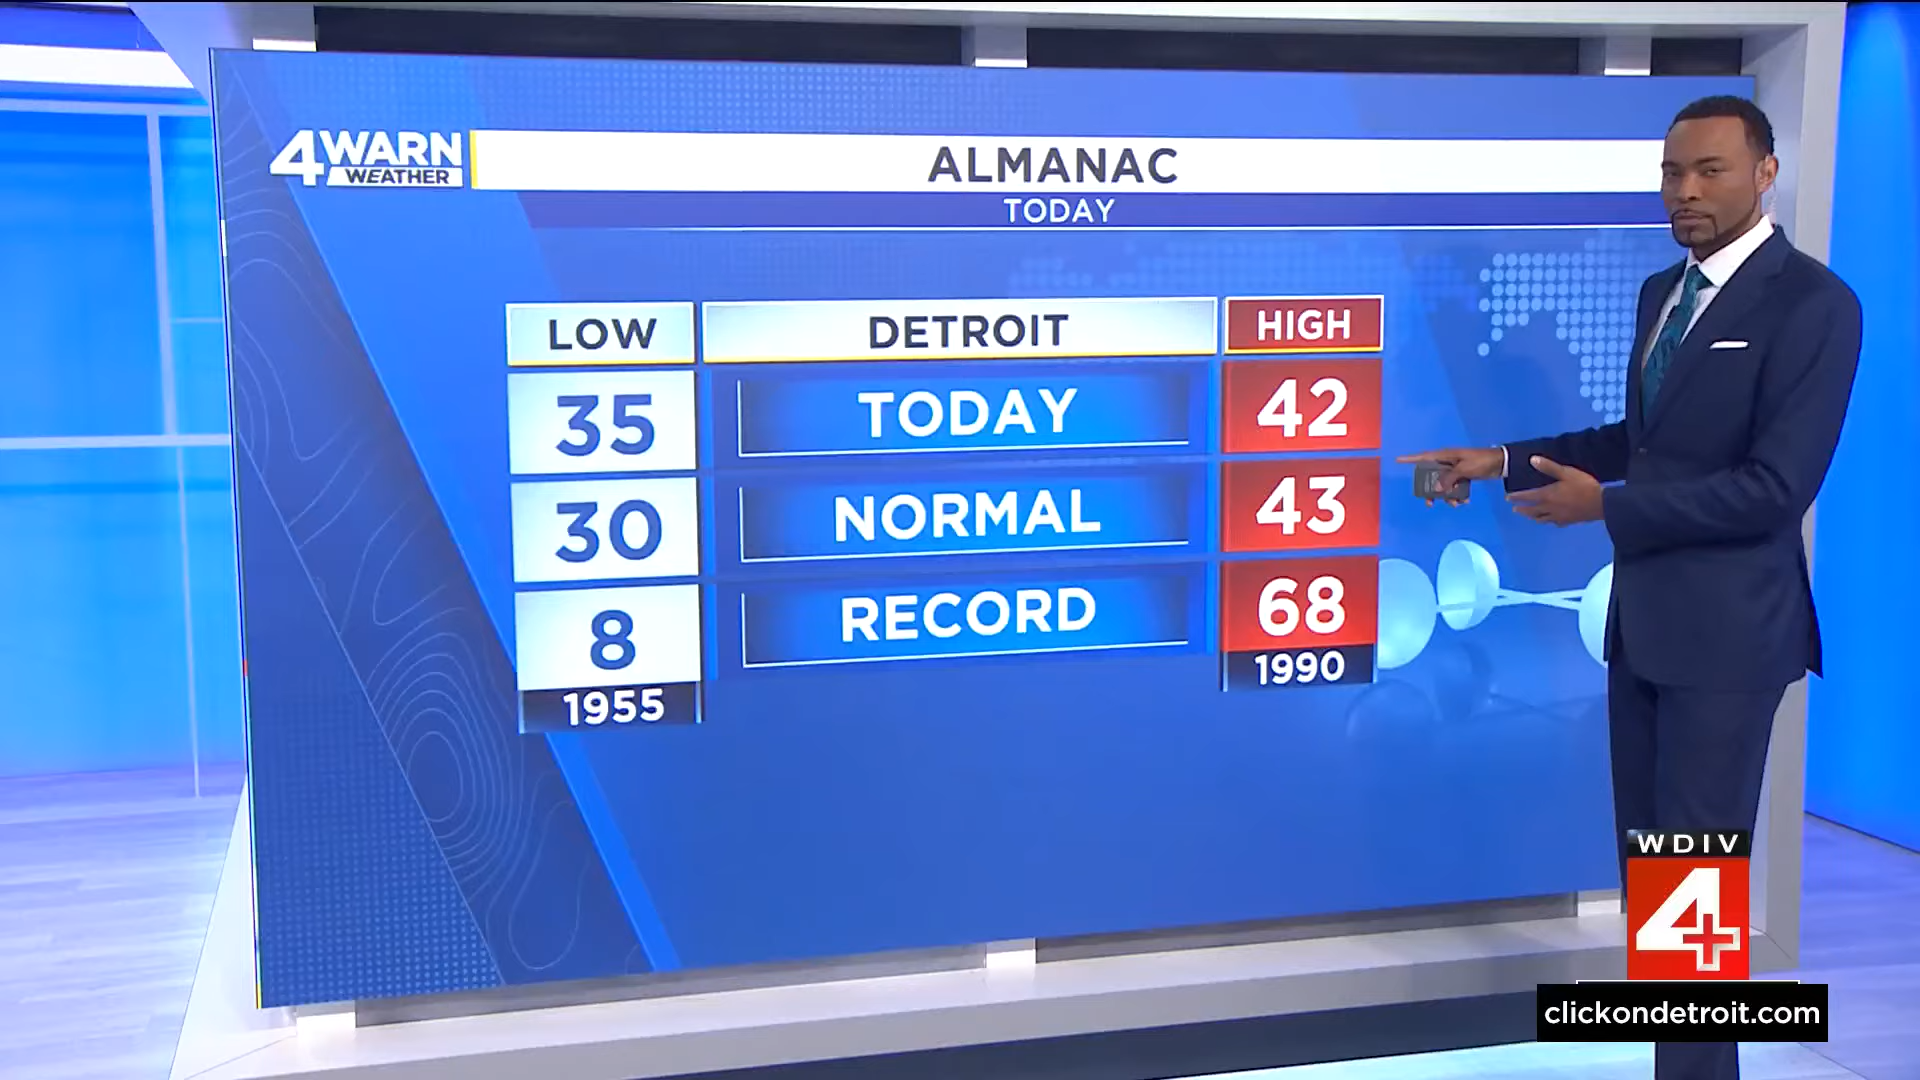 4WARN
WEATHER
ALMANAC
TODAY
LOW DETROIT HIGH
35 TODAY 42
30 NORMAL 43
8 RECORD 68
1955 1990
WDIV
4+
clickondetroit.com